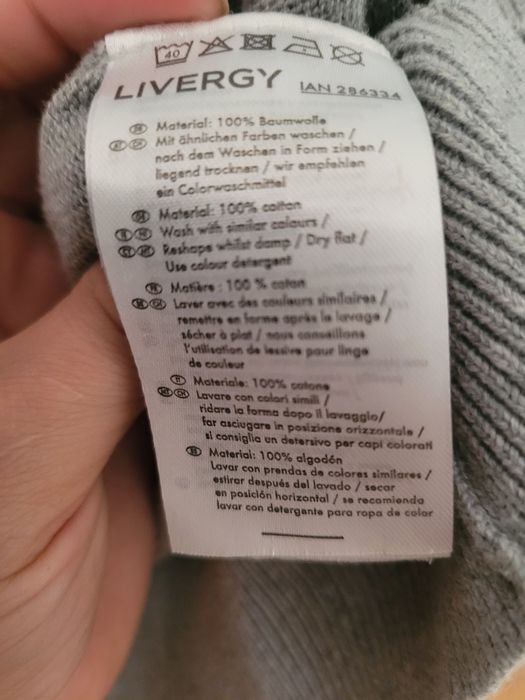 40
LIVERGY IAN 286334
Material: 100% Baumwolle
Mit ähnlichen Farben waschen /
nach dem Waschen in Form ziehen /
liegend trocknen / wir empfehlen
ein Colorwaschmittel
Material: 100% cotton
Wash with similar colours /
Reshape whilst damp / Dry flat /
Use colour detergent
Matière : 100 % coton
Laver avec des couleurs similaires /
remettre en forme après le lavage /
sécher à plat / nous conseillons
l'utilisation de lessive pour linge
de couleur
Materiale: 100% cotone
Lavare con colori simili /
ridare la forma dopo il lavaggio/
far asciugare in posizione orizzontale /
si consiglia un detersivo per capi colorati
Material: 100% algodón
Lavar con prendas de colores similares /
estirar después del lavado / secar
en posición horizontal / se recomienda
lavar con detergente para ropa de color